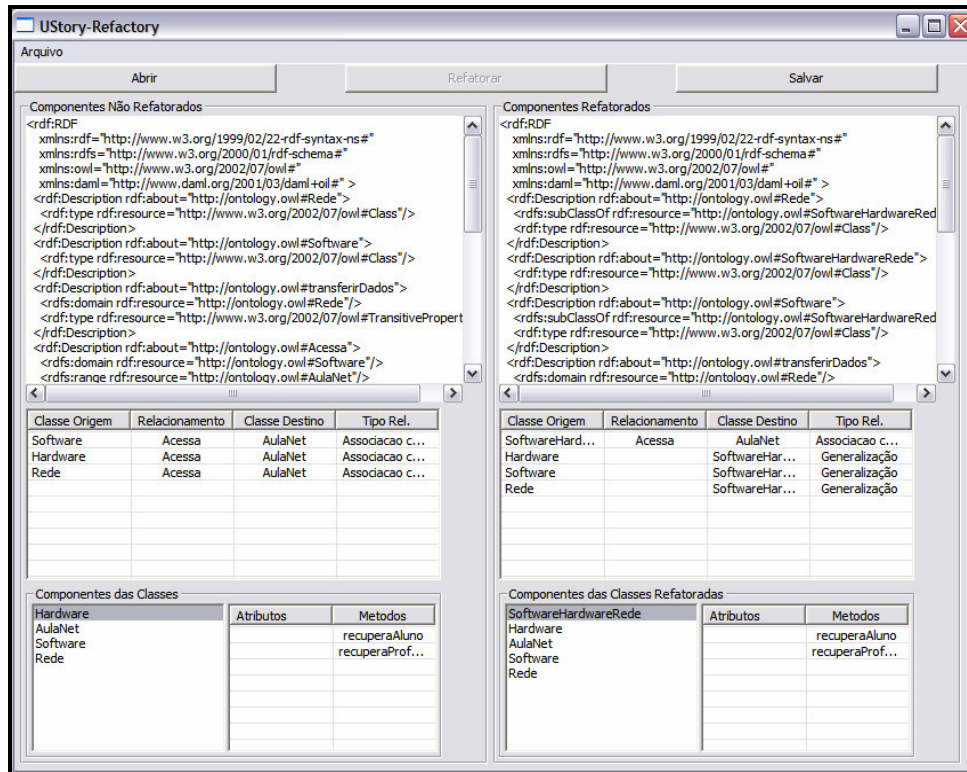 UStory-Refactory
Arquivo
Abrir
Refatorar
Salvar
Componentes Não Refatorados
<rdf:RDF
xmlns:rdf="http://www.w3.org/1999/02/22-rdf-syntax-ns#"
xmlns:rdfs="http://www.w3.org/2000/01/rdf-schema#"
xmlns:owl="http://www.w3.org/2002/07/owl#"
xmlns:daml="http://www.daml.org/2001/03/daml+oil#" >
<rdf:Description rdf:about="http://ontology.owl#Rede">
<rdf:type rdf:resource="http://www.w3.org/2002/07/owl#Class"/>
</rdf:Description>
<rdf:Description rdf:about="http://ontology.owl#Software">
<rdf:type rdf:resource="http://www.w3.org/2002/07/owl#Class"/>
</rdf:Description>
<rdf:Description rdf:about="http://ontology.owl#transferirDados">
<rdfs:domain rdf:resource="http://ontology.owl#Rede"/>
<rdf:type rdf:resource="http://www.w3.org/2002/07/owl#TransitivePropert
</rdf:Description>
<rdf:Description rdf:about="http://ontology.owl#Acessa">
<rdfs:domain rdf:resource="http://ontology.owl#Software"/>
<rdfs:range rdf:resource="http://ontology.owl#AulaNet"/>
Classe Origem Relacionamento Classe Destino Tipo Rel.
Software Acessa AulaNet Associacao c...
Hardware Acessa AulaNet Associacao c...
Rede Acessa AulaNet Associacao c...
Componentes das Classes
Hardware
AulaNet
Software
Rede
Atributos Metodos
recuperaAluno
recuperaProf...
Componentes Refatorados
<rdf:RDF
xmlns:rdf="http://www.w3.org/1999/02/22-rdf-syntax-ns#"
xmlns:rdfs="http://www.w3.org/2000/01/rdf-schema#"
xmlns:owl="http://www.w3.org/2002/07/owl#"
xmlns:daml="http://www.daml.org/2001/03/daml+oil#" >
<rdf:Description rdf:about="http://ontology.owl#Rede">
<rdfs:subClassOf rdf:resource="http://ontology.owl#SoftwareHardwareRed
<rdf:type rdf:resource="http://www.w3.org/2002/07/owl#Class"/>
</rdf:Description>
<rdf:Description rdf:about="http://ontology.owl#SoftwareHardwareRede">
<rdf:type rdf:resource="http://www.w3.org/2002/07/owl#Class"/>
</rdf:Description>
<rdf:Description rdf:about="http://ontology.owl#Software">
<rdfs:subClassOf rdf:resource="http://ontology.owl#SoftwareHardwareRed
<rdf:type rdf:resource="http://www.w3.org/2002/07/owl#Class"/>
</rdf:Description>
<rdf:Description rdf:about="http://ontology.owl#transferirDados">
<rdfs:domain rdf:resource="http://ontology.owl#Rede"/>
Classe Origem Relacionamento Classe Destino Tipo Rel.
SoftwareHard... Acessa AulaNet Associacao c...
Hardware SoftwareHar... Generalização
Software SoftwareHar... Generalização
Rede SoftwareHar... Generalização
Componentes das Classes Refatoradas
SoftwareHardwareRede
Hardware
AulaNet
Software
Rede
Atributos Metodos
recuperaAluno
recuperaProf...